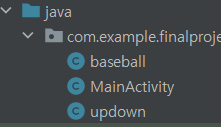 java
com.example.finalproje
baseball
MainActivity
updown